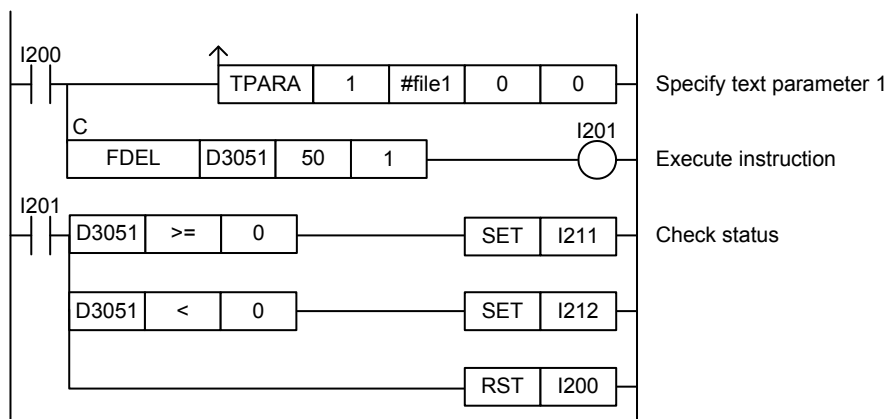 I200
TPARA 1 #file1 0 0 Specify text parameter 1
C I201
FDEL D3051 50 1 Execute instruction
I201
D3051 >= 0 SET I211 Check status
D3051 < 0 SET I212
RST I200